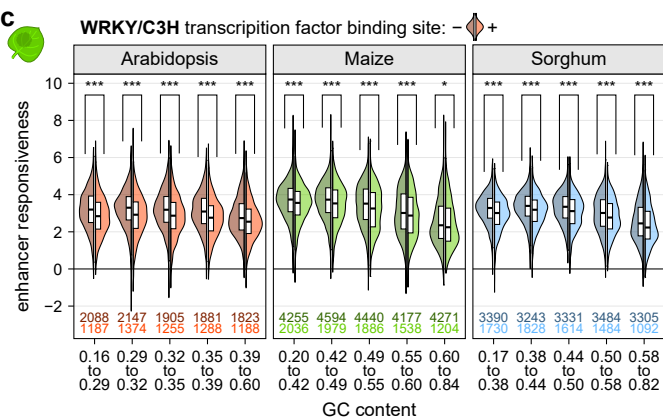 c
WRKY/C3H transcripition factor binding site: − +
Arabidopsis Maize Sorghum
*** *** *** *** *** *** *** *** *** * *** *** *** *** ***
10
8
6
4
2
0
−2
enhancer responsiveness
2088 2147 1905 1881 1823 4255 4594 4440 4177 4271 3390 3243 3331 3484 3305
1187 1374 1255 1288 1188 2036 1979 1886 1538 1204 1730 1828 1614 1484 1092
0.16 0.29 0.32 0.35 0.39 0.20 0.42 0.49 0.55 0.60 0.17 0.38 0.44 0.50 0.58
to to to to to to to to to to to to to to to
0.29 0.32 0.35 0.39 0.60 0.42 0.49 0.55 0.60 0.84 0.38 0.44 0.50 0.58 0.82
GC content